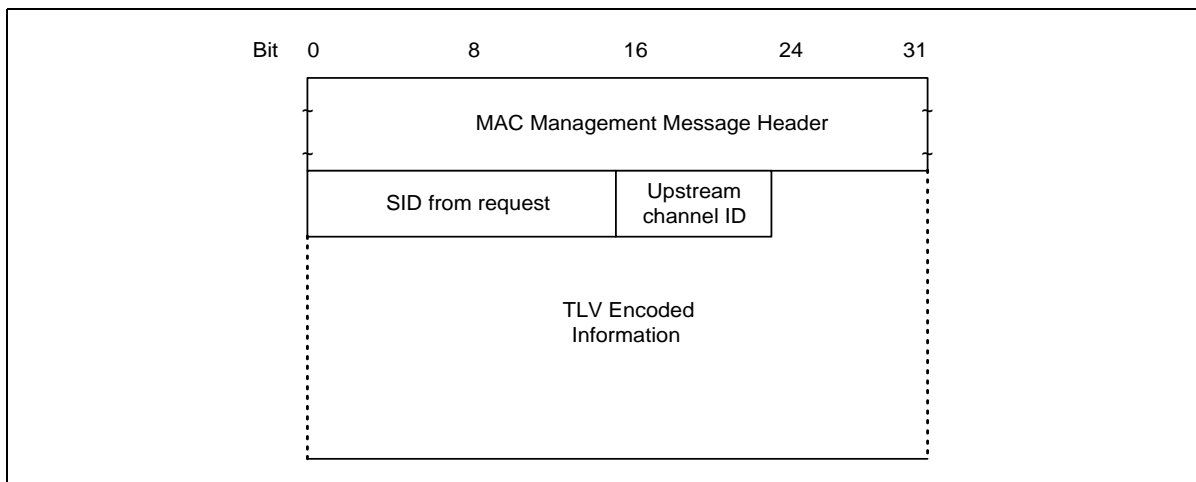 Bit 0 8 16 24 31
MAC Management Message Header
SID from request
Upstream
channel ID
TLV Encoded
Information